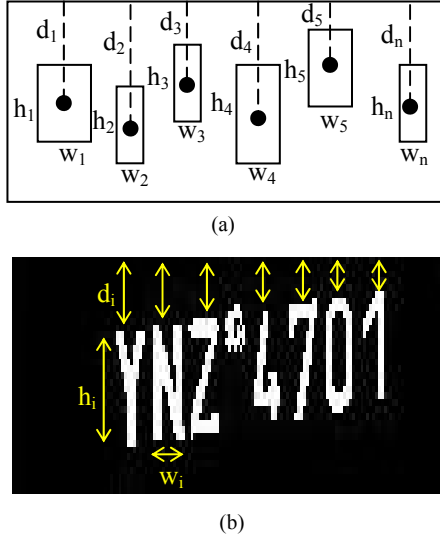 d₁ d₂ d₃ d₄ d₅ dₙ
h₁ h₂ h₃ h₄ h₅ hₙ
w₁ w₂ w₃ w₄ w₅ wₙ
(a)
dᵢ
YNZ 4701
hᵢ
wᵢ
(b)